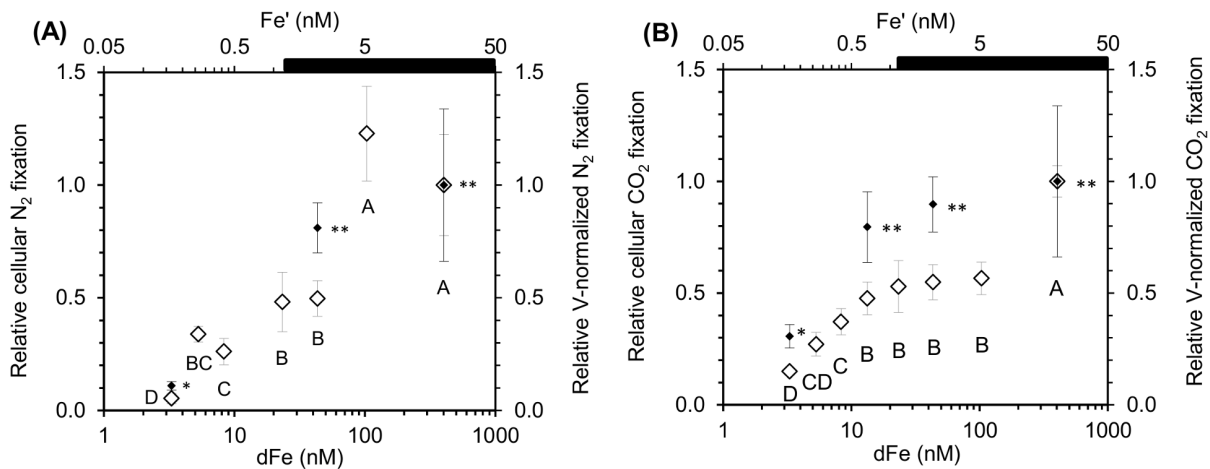 (A)
Fe' (nM)
0.05 0.5 5 50
1.5 1.5
1.0 1.0
0.5 0.5
0.0 0.0
Relative cellular N₂ fixation
Relative V-normalized N₂ fixation
A
**
**
A
B
B
BC
C
D *
1 10 100 1000
dFe (nM)
(B)
Fe' (nM)
0.05 0.5 5 50
1.5 1.5
1.0 1.0
0.5 0.5
0.0 0.0
Relative cellular CO₂ fixation
Relative V-normalized CO₂ fixation
**
**
**
A
*
B B B B
C
CD
D
1 10 100 1000
dFe (nM)